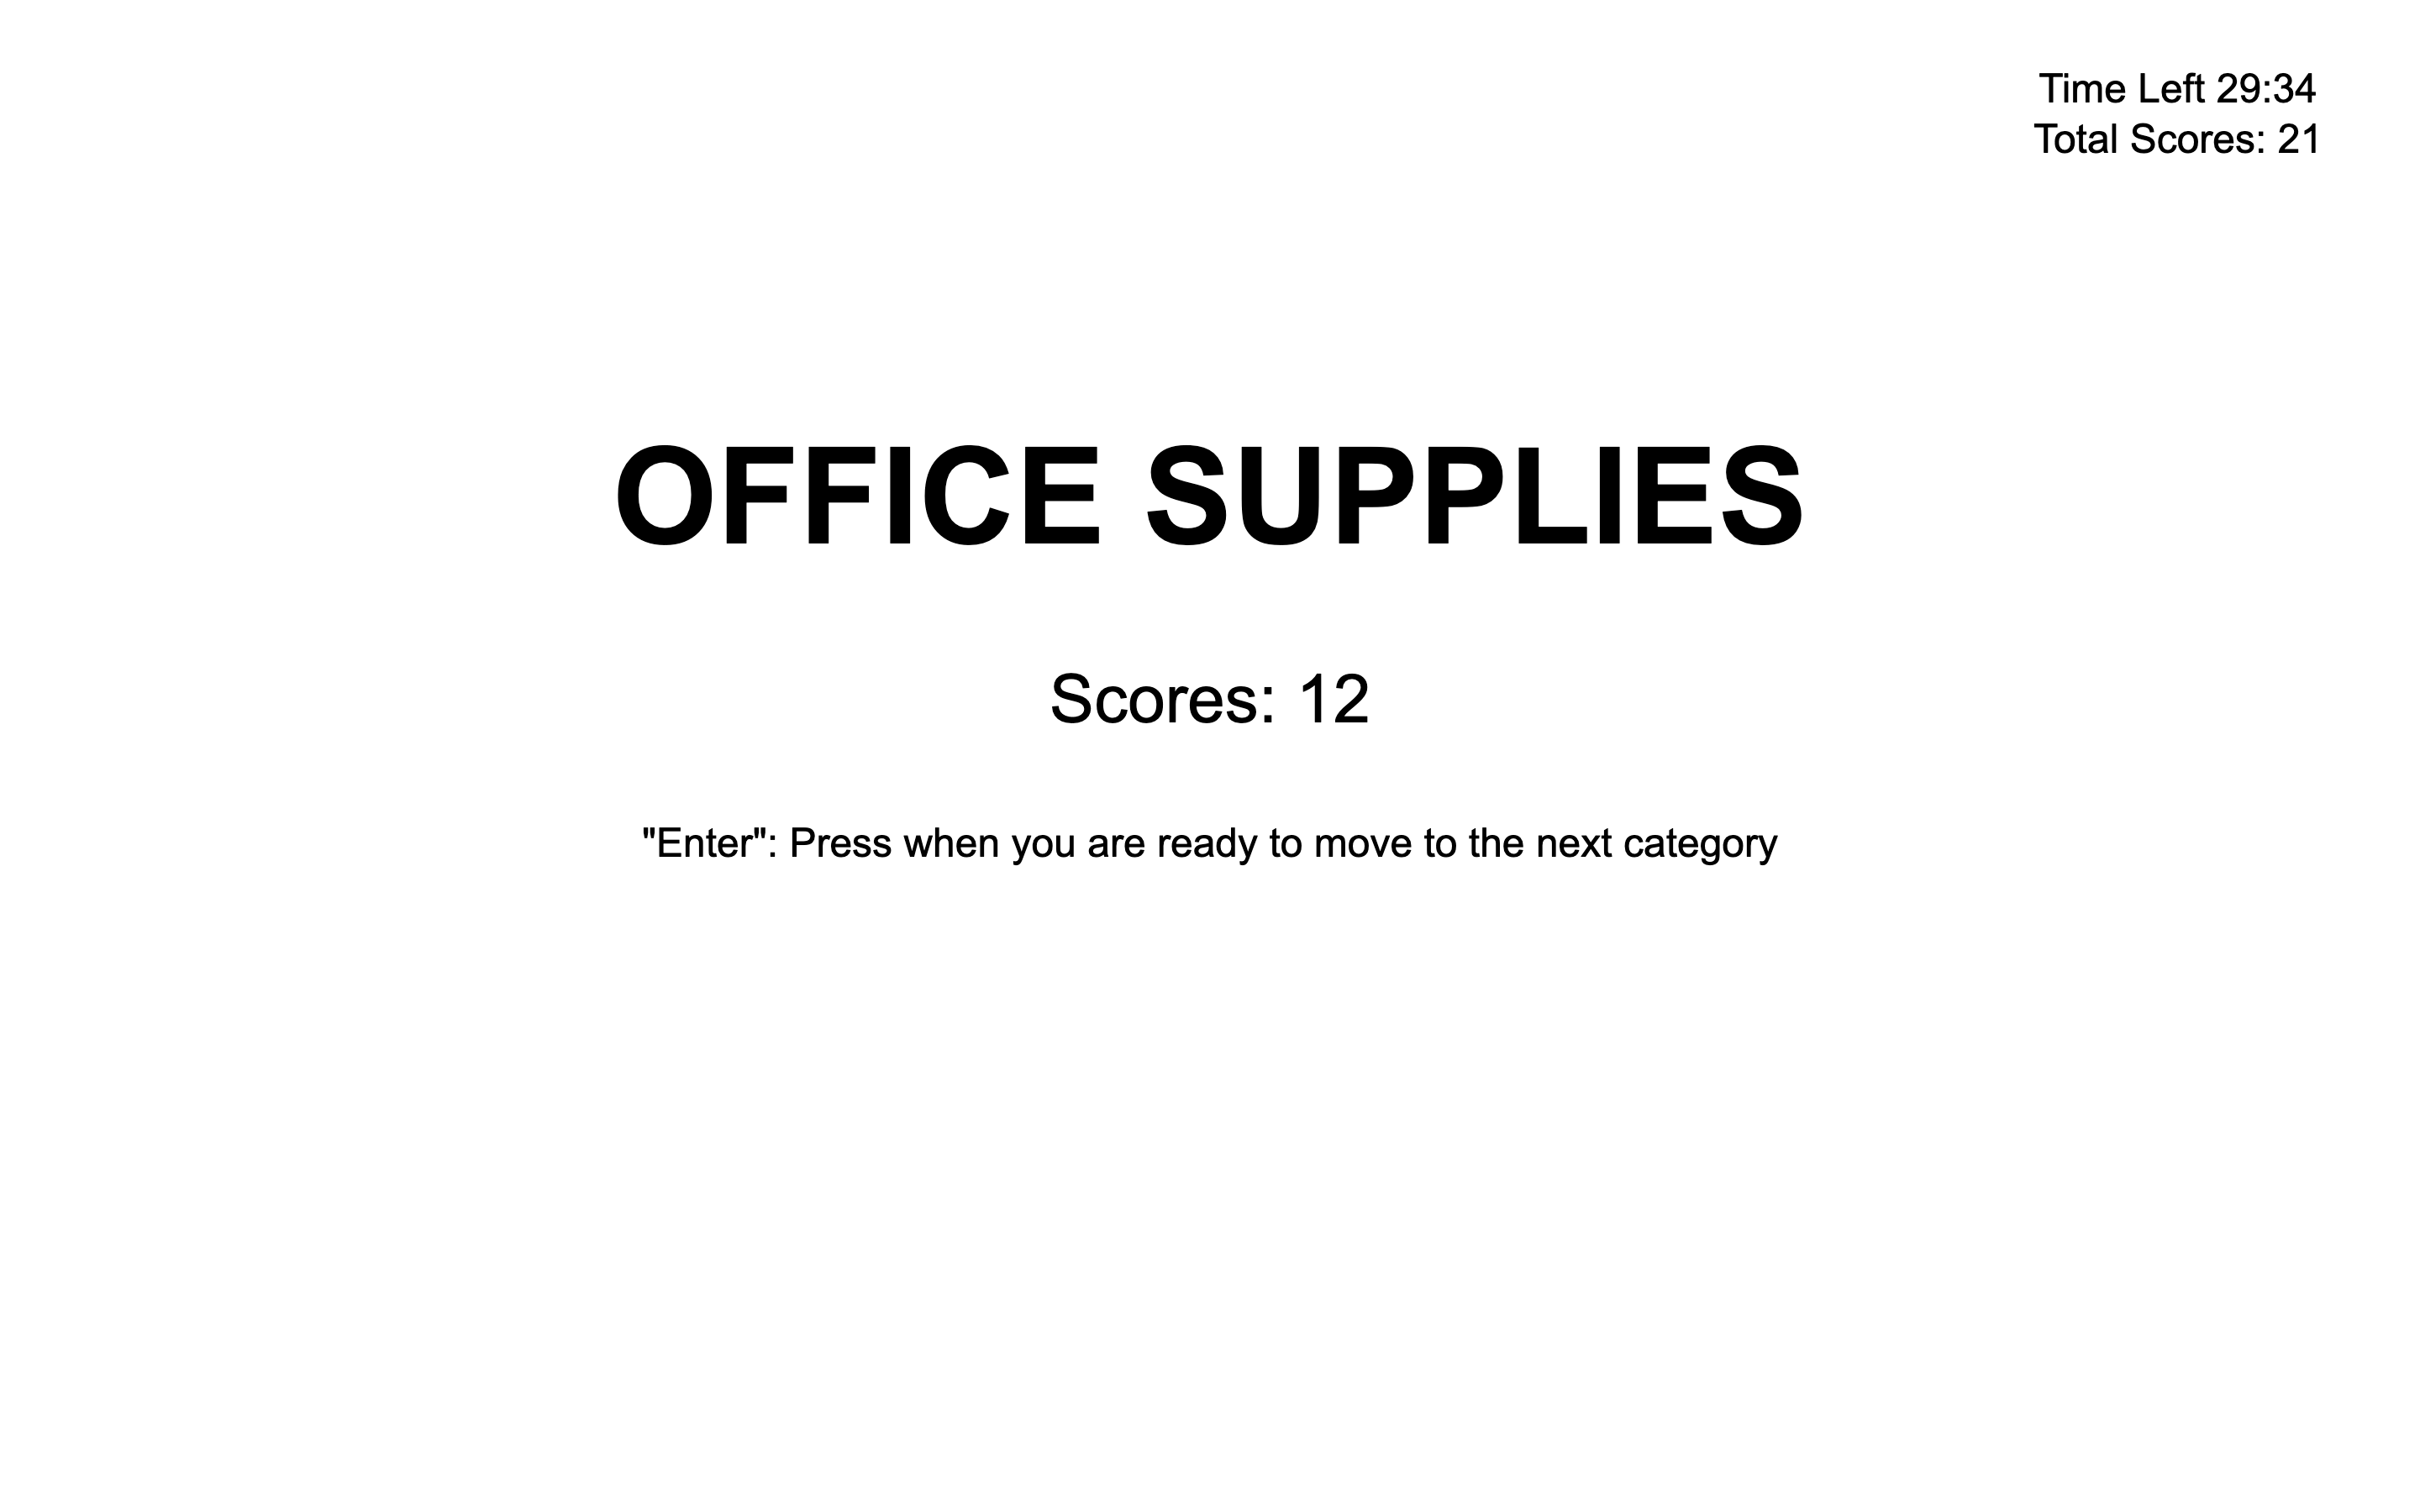 Time Left 29:34
Total Scores: 21
OFFICE SUPPLIES
Scores: 12
"Enter": Press when you are ready to move to the next category